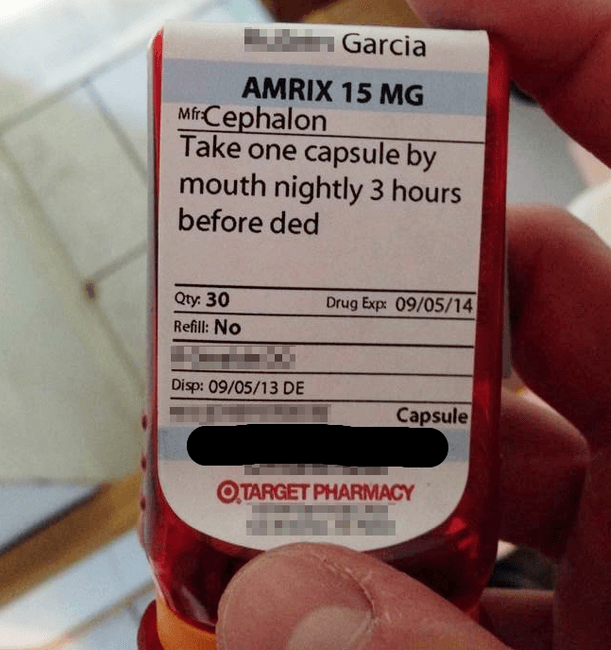 Garcia
AMRIX 15 MG
Mfr:Cephalon
Take one capsule by
mouth nightly 3 hours
before ded
Qty: 30 Drug Exp: 09/05/14
Refill: No
Disp: 09/05/13 DE
Capsule
TARGET PHARMACY